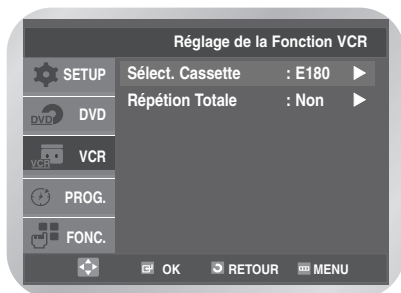 Réglage de la Fonction VCR
SETUP
Sélect. Cassette : E180
DVD DVD
Répétion Totale : Non
VCR VCR
PROG.
FONC.
OK RETOUR MENU